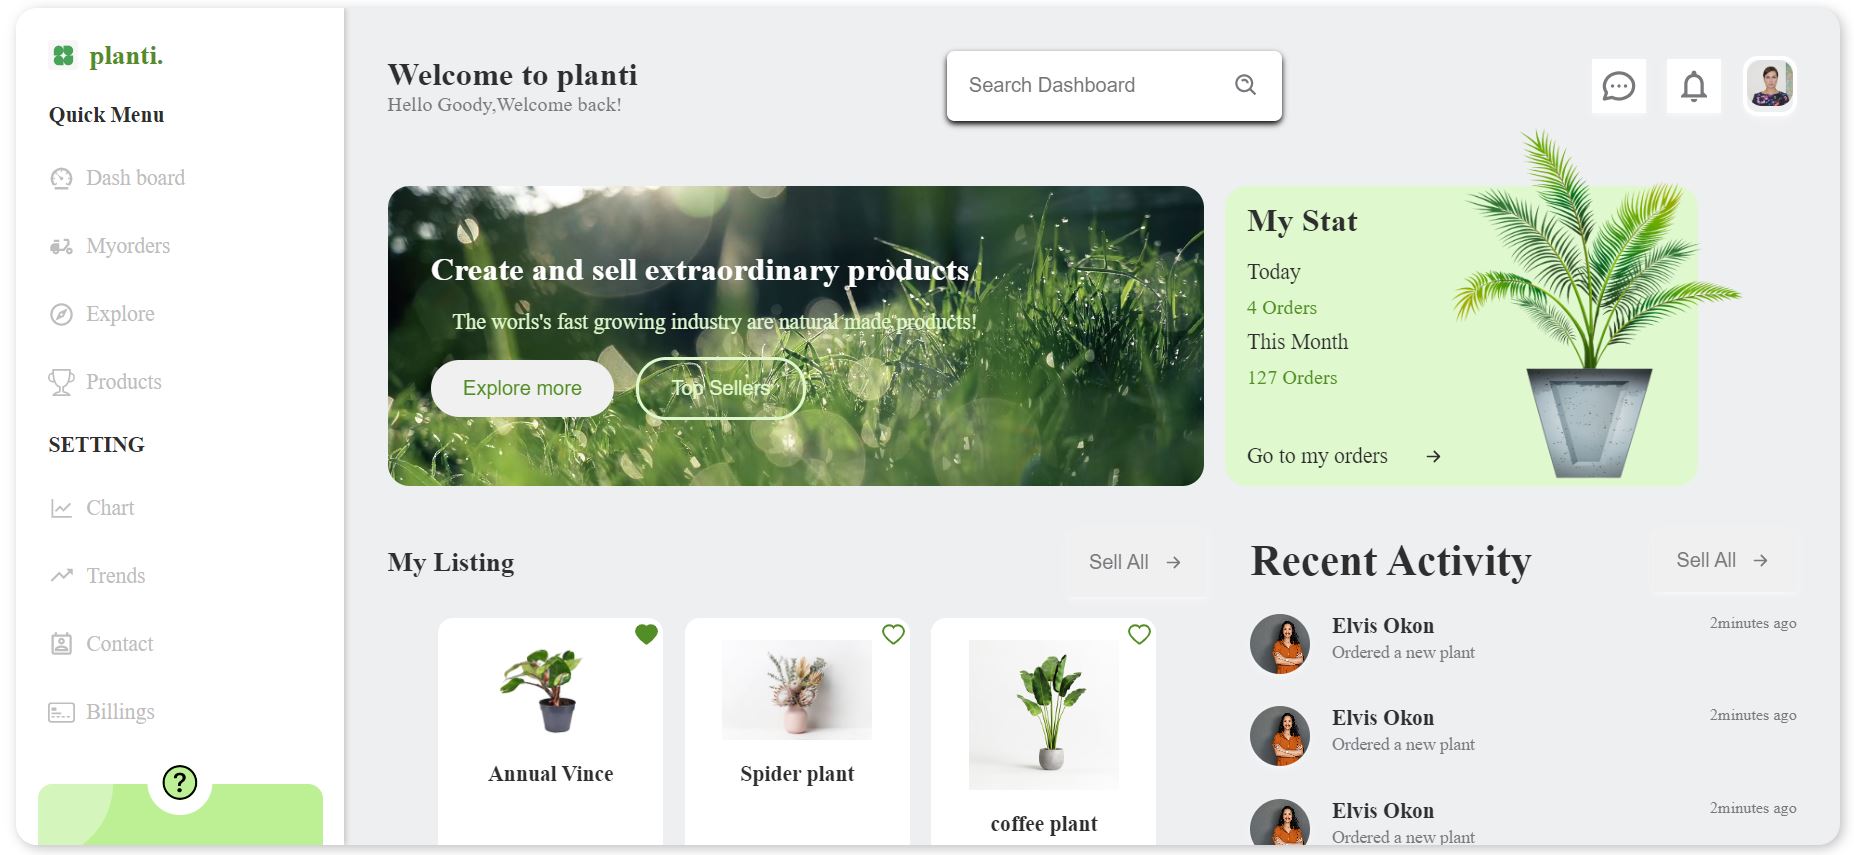 planti.
Quick Menu
Dash board
Myorders
Explore
Products
SETTING
Chart
Trends
Contact
Billings
?
Welcome to planti
Hello Goody,Welcome back!
Search Dashboard
Create and sell extraordinary products
The worls's fast growing industry are natural made products!
Explore more
Top Sellers
My Stat
Today
4 Orders
This Month
127 Orders
Go to my orders
My Listing
Sell All
Annual Vince
Spider plant
coffee plant
Recent Activity
Sell All
Elvis Okon
2minutes ago
Ordered a new plant
Elvis Okon
2minutes ago
Ordered a new plant
Elvis Okon
2minutes ago
Ordered a new plant